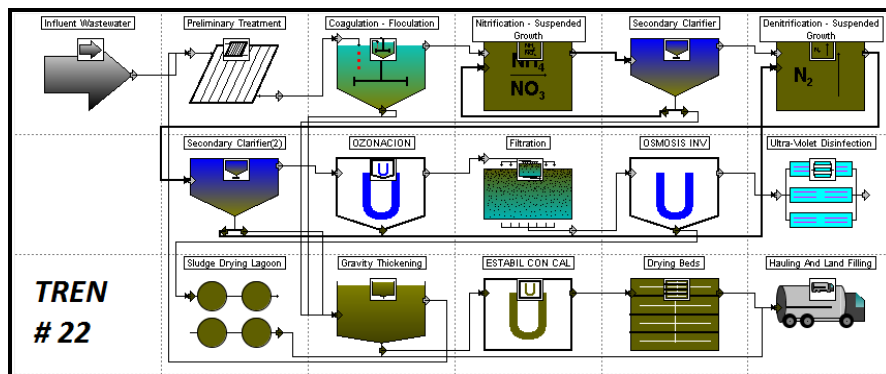 Influent Wastewater
Preliminary Treatment
Coagulation - Floculation
Nitrification - Suspended
Growth
Secondary Clarifier
Denitrification - Suspended
Growth
NH4
NO3
N2
Secondary Clarifier(2)
OZONACION
Filtration
OSMOSIS INV
Ultra-Violet Disinfection
U
U
U
Sludge Drying Lagoon
Gravity Thickening
ESTABIL CON CAL
Drying Beds
Hauling And Land Filling
U
U
TREN
# 22